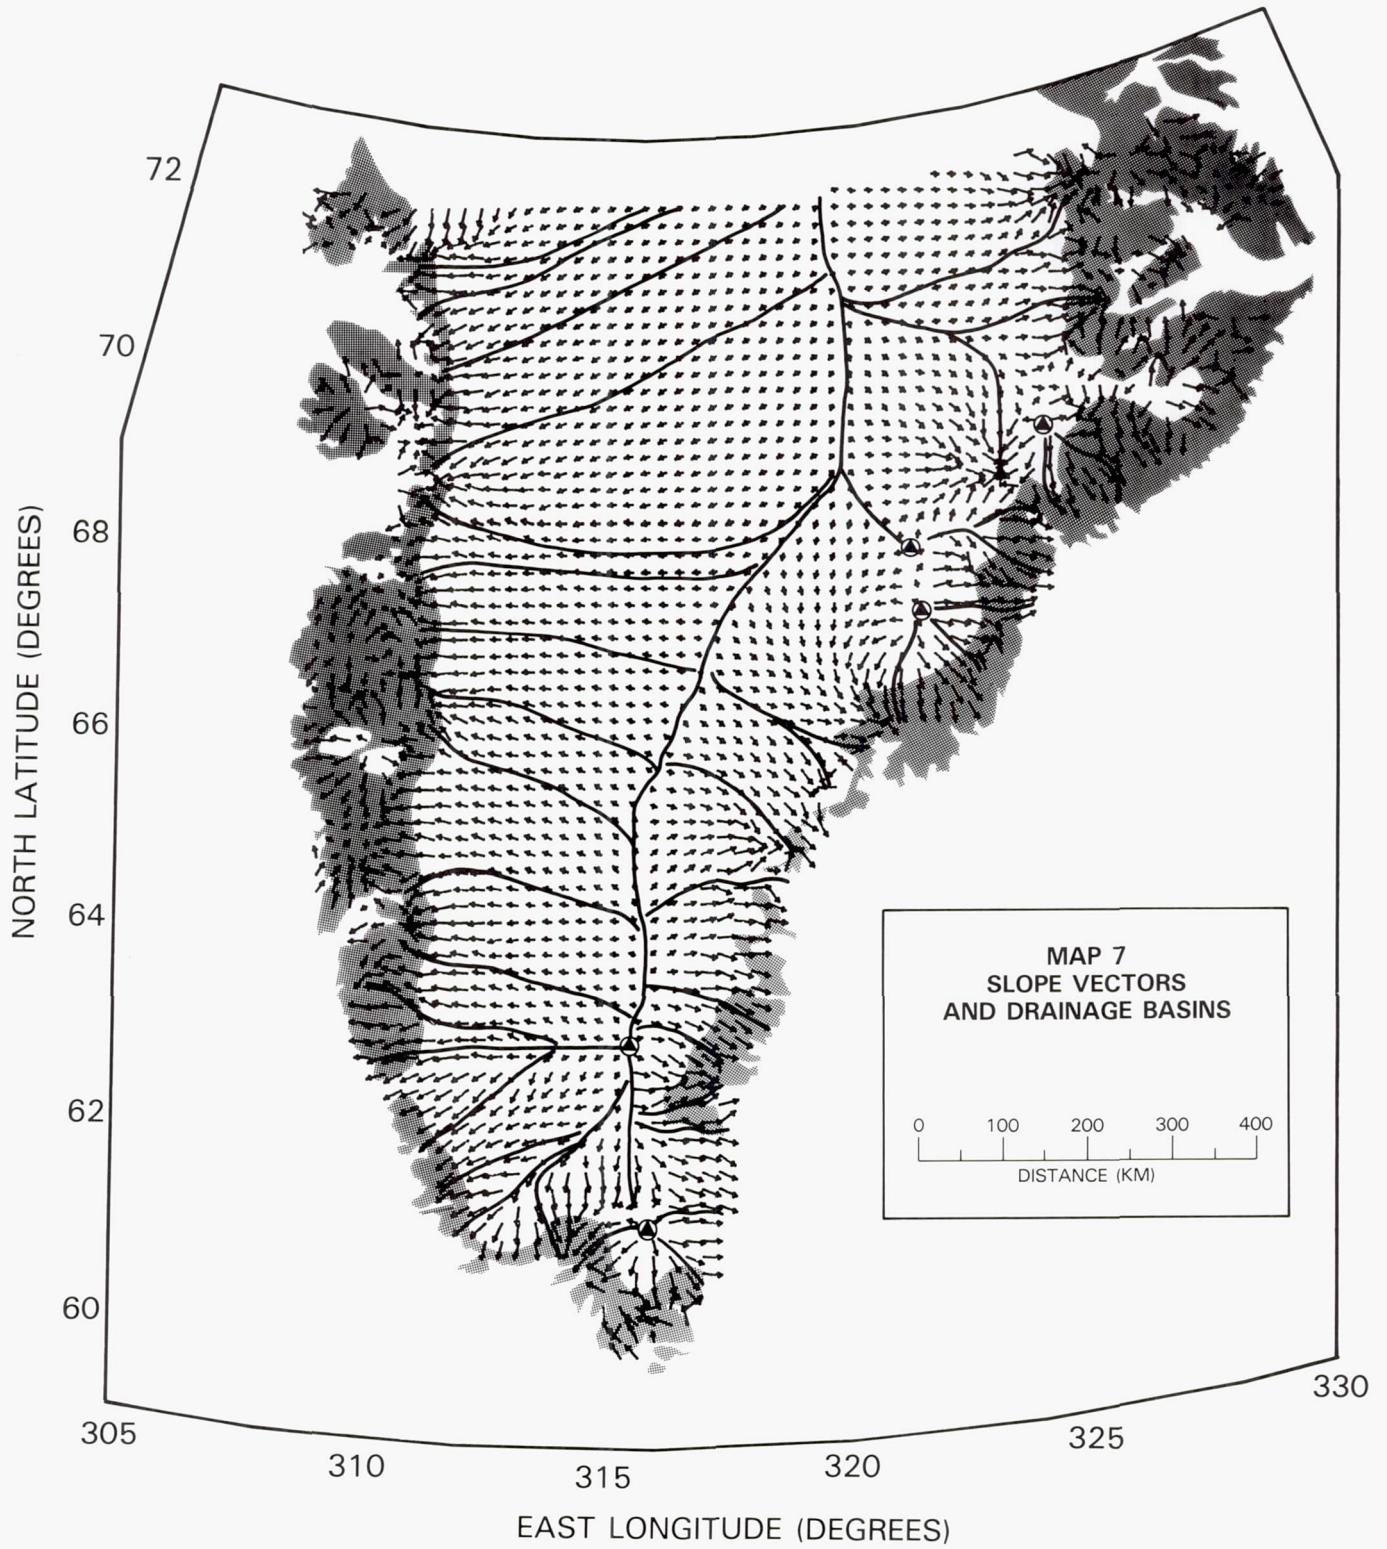 72
70
68
66
64
62
60
NORTH LATITUDE (DEGREES)
MAP 7
SLOPE VECTORS
AND DRAINAGE BASINS
0 100 200 300 400
DISTANCE (KM)
305 310 315 320 325 330
EAST LONGITUDE (DEGREES)